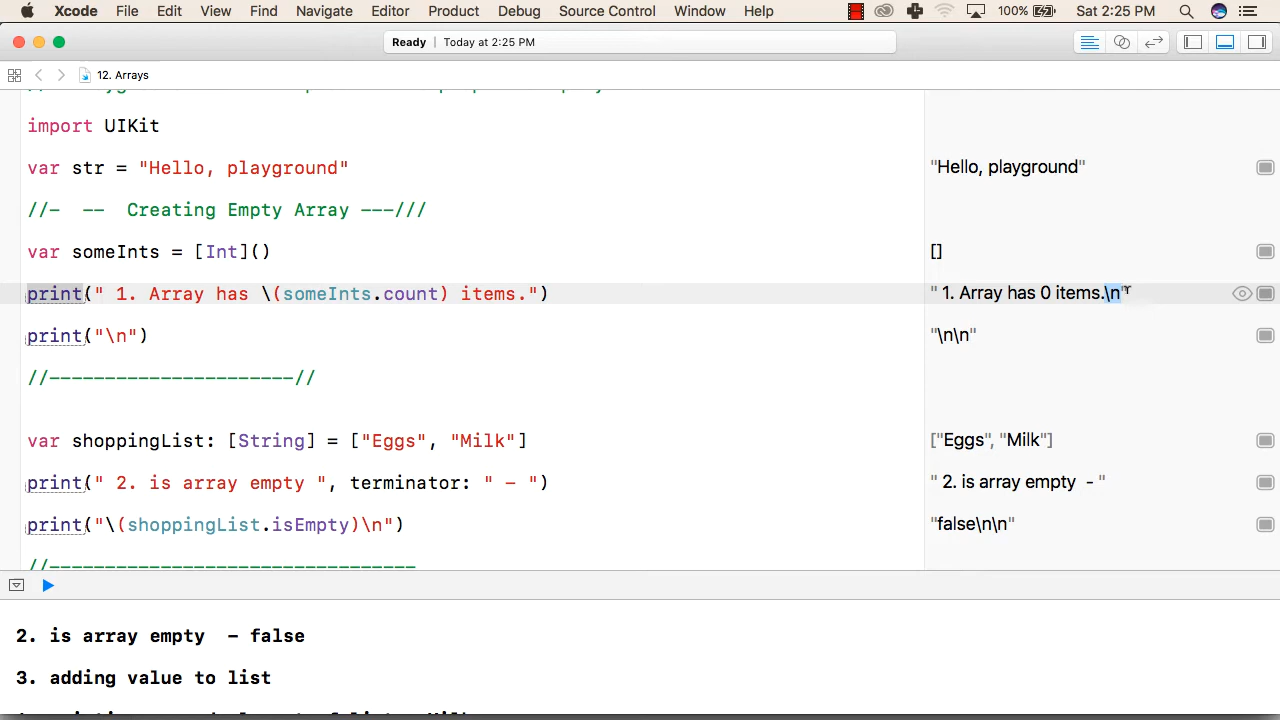 Xcode File Edit View Find Navigate Editor Product Debug Source Control Window Help 100% Sat 2:25 PM
Ready | Today at 2:25 PM
12. Arrays
import UIKit
var str = "Hello, playground" "Hello, playground"
//- -- Creating Empty Array ---///
var someInts = [Int]() []
print(" 1. Array has \(someInts.count) items.") " 1. Array has 0 items.\n"
print("\n") "\n\n"
//----------------------//
var shoppingList: [String] = ["Eggs", "Milk"] ["Eggs", "Milk"]
print(" 2. is array empty ", terminator: " - ") " 2. is array empty  - "
print("\(shoppingList.isEmpty)\n") "false\n\n"
//---------------------------------
2. is array empty  - false
3. adding value to list